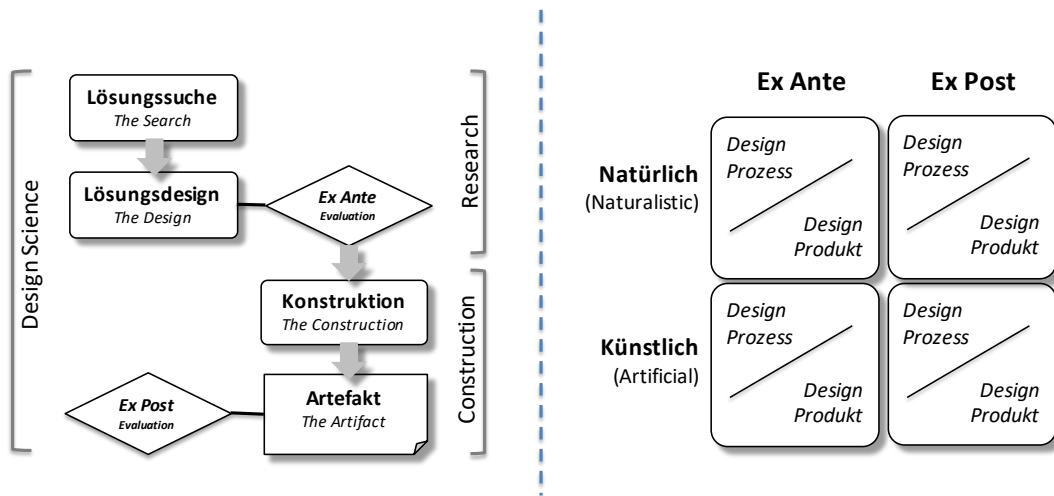 Design Science
Lösungssuche
The Search
Lösungsdesign
The Design
Ex Ante
Evaluation
Research
Konstruktion
The Construction
Construction
Ex Post
Evaluation
Artefakt
The Artifact
Ex Ante
Ex Post
Natürlich
(Naturalistic)
Design
Prozess
Design
Produkt
Design
Prozess
Design
Produkt
Künstlich
(Artificial)
Design
Prozess
Design
Produkt
Design
Prozess
Design
Produkt